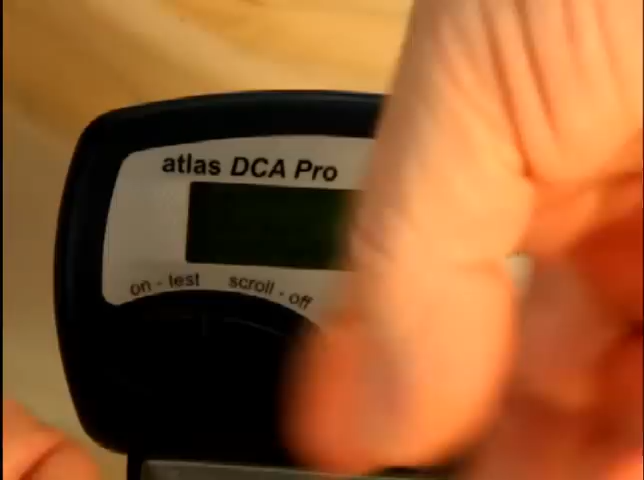 atlas DCA Pro
on - test scroll - off